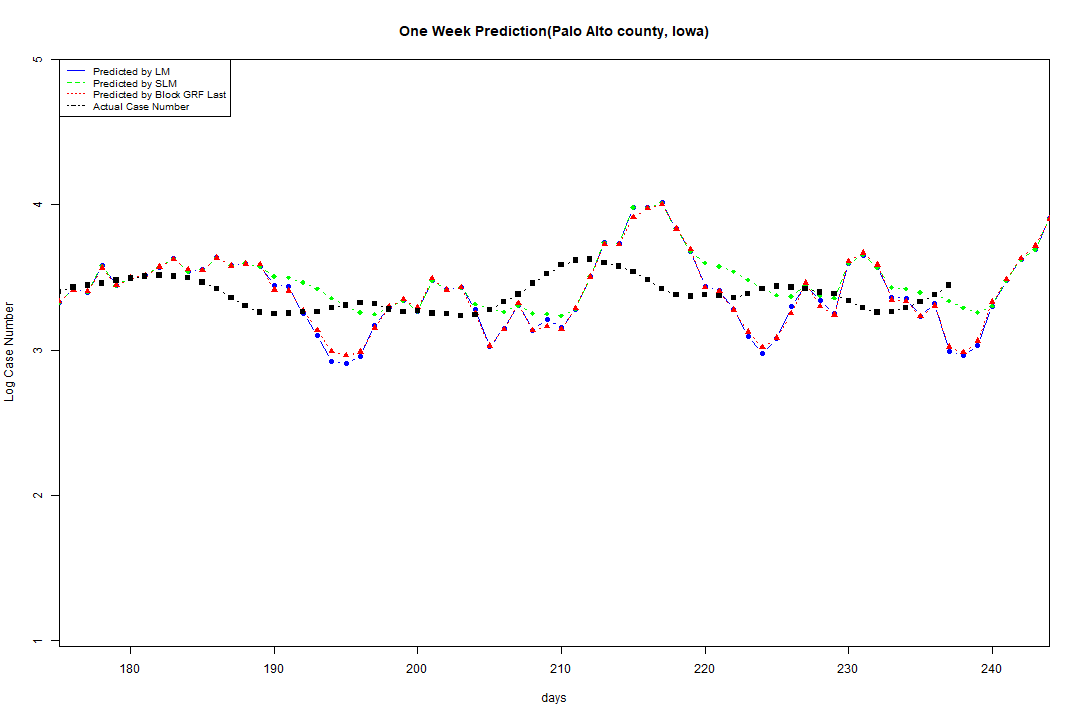 One Week Prediction(Palo Alto county, Iowa)
Predicted by LM
Predicted by SLM
Predicted by Block GRF Last
Actual Case Number
5
4
3
2
1
Log Case Number
180 190 200 210 220 230 240
days